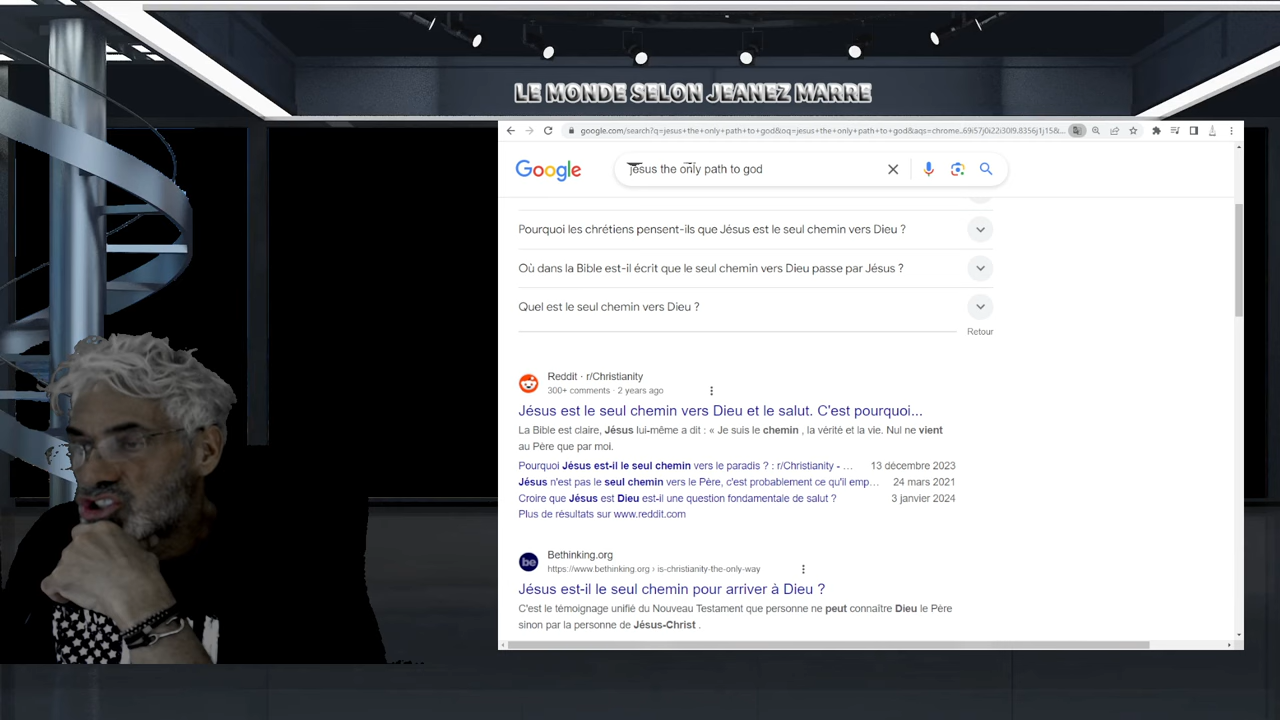 LE MONDE SELON JEANEZ MARRE
google.com/search?q=jesus+the+only+path+to+god&oq=jesus+the+only+path+to+god&aqs=chrome..69i57j0i22i30l9.8356j1j15&...
Google
jesus the only path to god
Pourquoi les chrétiens pensent-ils que Jésus est le seul chemin vers Dieu ?
Où dans la Bible est-il écrit que le seul chemin vers Dieu passe par Jésus ?
Quel est le seul chemin vers Dieu ?
Retour
Reddit · r/Christianity
300+ comments · 2 years ago
Jésus est le seul chemin vers Dieu et le salut. C'est pourquoi...
La Bible est claire, Jésus lui-même a dit : « Je suis le chemin , la vérité et la vie. Nul ne vient
au Père que par moi.
Pourquoi Jésus est-il le seul chemin vers le paradis ? : r/Christianity - ... 13 décembre 2023
Jésus n'est pas le seul chemin vers le Père, c'est probablement ce qu'il emp... 24 mars 2021
Croire que Jésus est Dieu est-il une question fondamentale de salut ? 3 janvier 2024
Plus de résultats sur www.reddit.com
be
Bethinking.org
https://www.bethinking.org › is-christianity-the-only-way
Jésus est-il le seul chemin pour arriver à Dieu ?
C'est le témoignage unifié du Nouveau Testament que personne ne peut connaître Dieu le Père
sinon par la personne de Jésus-Christ .